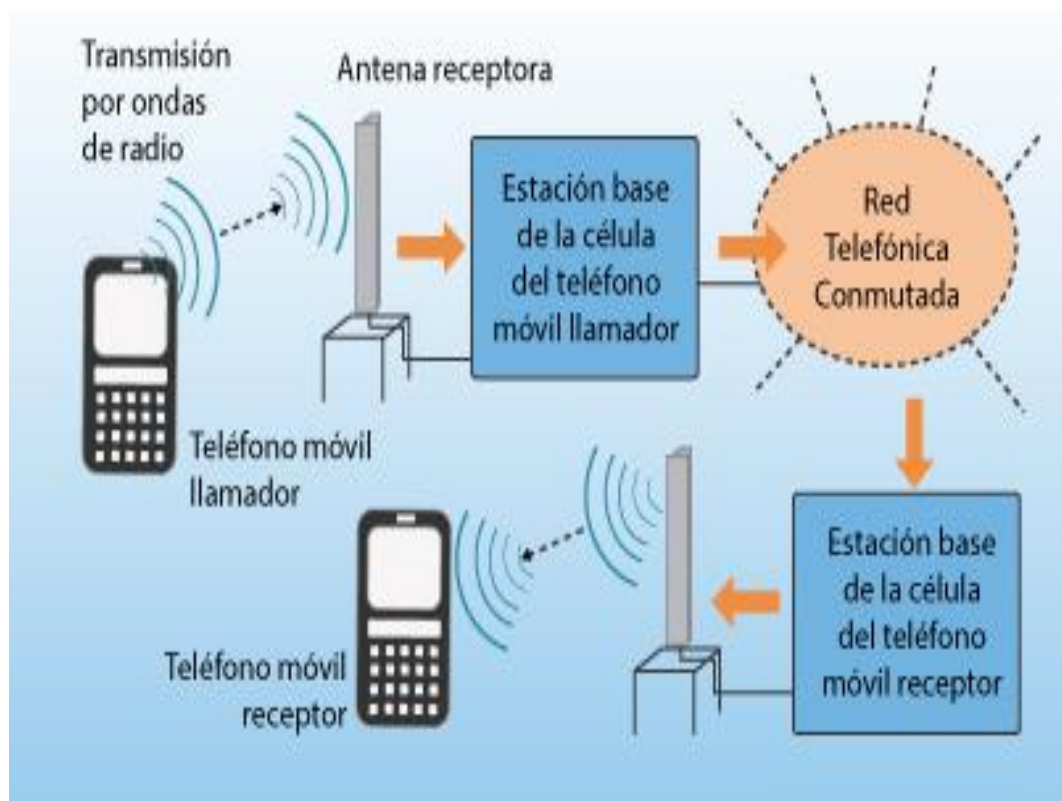 Transmisión
por ondas
de radio
Antena receptora
Estación base
de la célula
del teléfono
móvil llamador
Red
Telefónica
Conmutada
Teléfono móvil
llamador
Estación base
de la célula
del teléfono
móvil receptor
Teléfono móvil
receptor